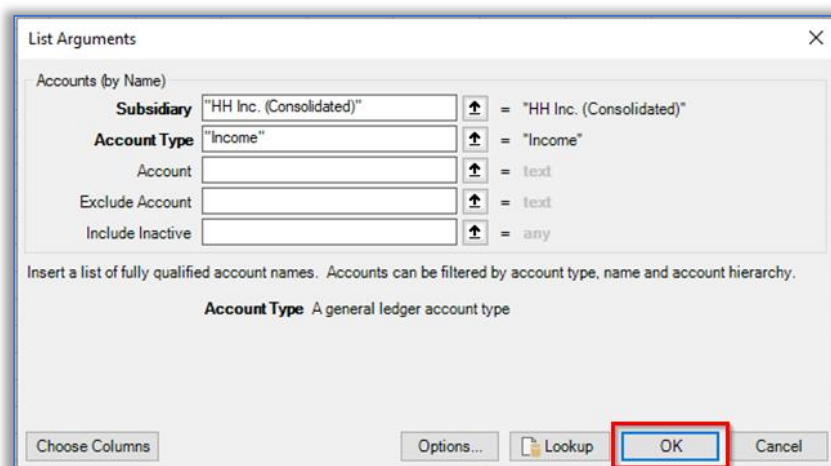 List Arguments
Accounts (by Name)
Subsidiary "HH Inc. (Consolidated)" = "HH Inc. (Consolidated)"
Account Type "Income" = "Income"
Account = text
Exclude Account = text
Include Inactive = any
Insert a list of fully qualified account names. Accounts can be filtered by account type, name and account hierarchy.
Account Type A general ledger account type
Choose Columns Options... Lookup OK Cancel